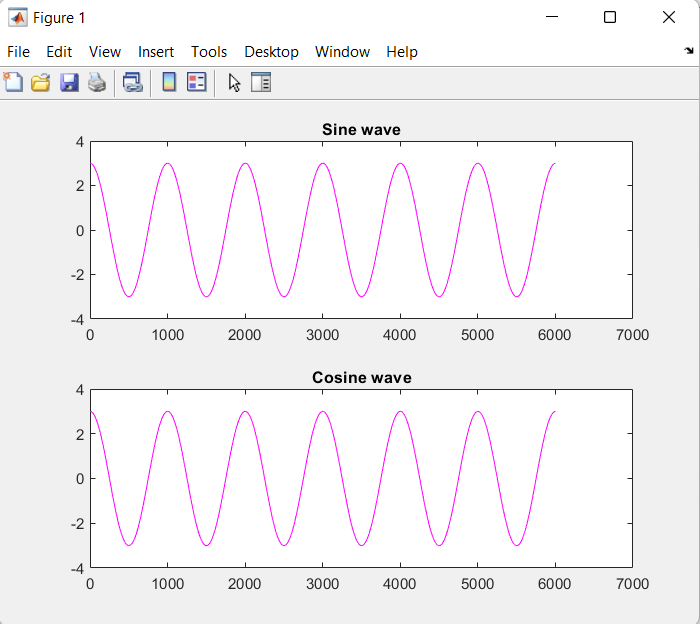 Figure 1
File Edit View Insert Tools Desktop Window Help
Sine wave
4
2
0
-2
-4
0 1000 2000 3000 4000 5000 6000 7000
Cosine wave
4
2
0
-2
-4
0 1000 2000 3000 4000 5000 6000 7000